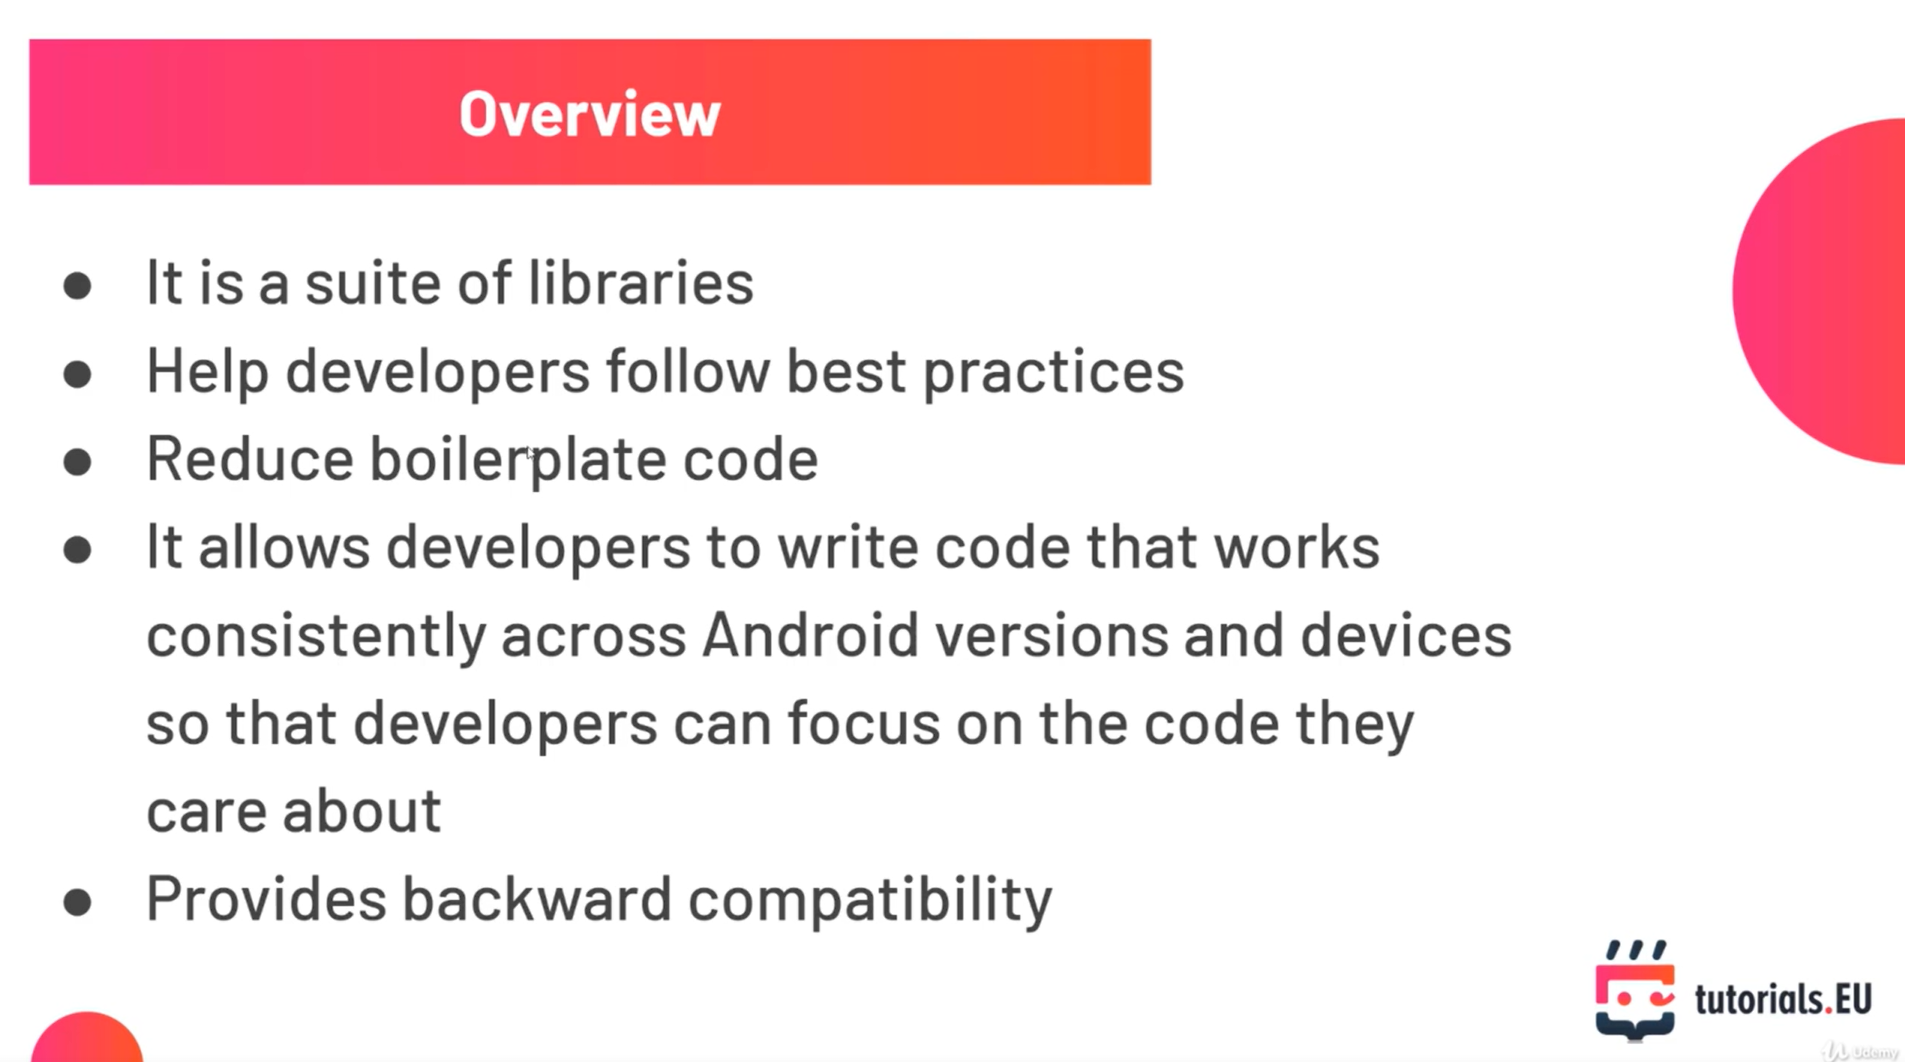 Overview
● It is a suite of libraries
● Help developers follow best practices
● Reduce boilerplate code
● It allows developers to write code that works
consistently across Android versions and devices
so that developers can focus on the code they
care about
● Provides backward compatibility
tutorials.EU
Udemy